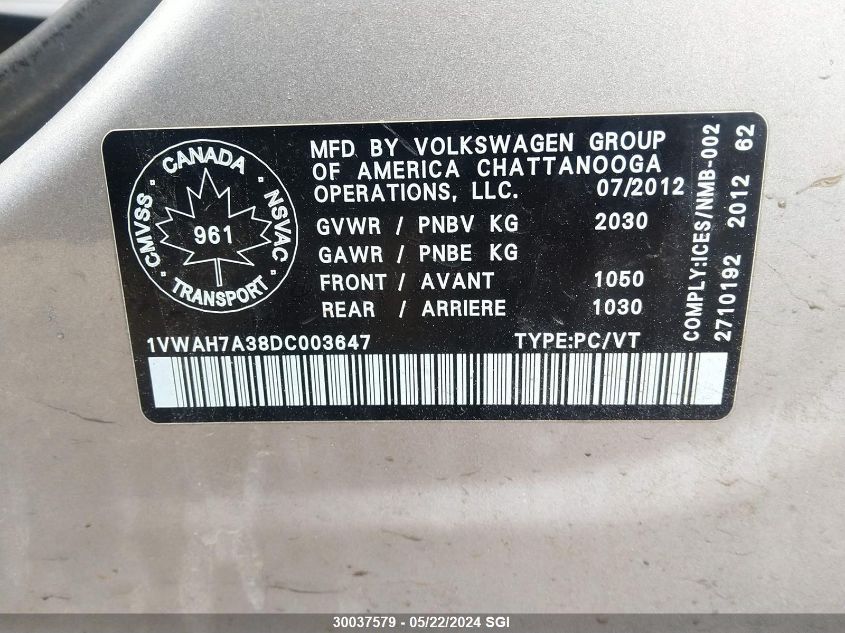 CANADA
CMVSS - NSVAC
961
TRANSPORT
MFD BY VOLKSWAGEN GROUP
OF AMERICA CHATTANOOGA
OPERATIONS, LLC. 07/2012
GVWR / PNBV KG 2030
GAWR / PNBE KG
FRONT / AVANT 1050
REAR / ARRIERE 1030
1VWAH7A38DC003647 TYPE:PC/VT
COMPLY:ICES/NMB-002
2710192 2012 62
30037579 - 05/22/2024 SGI